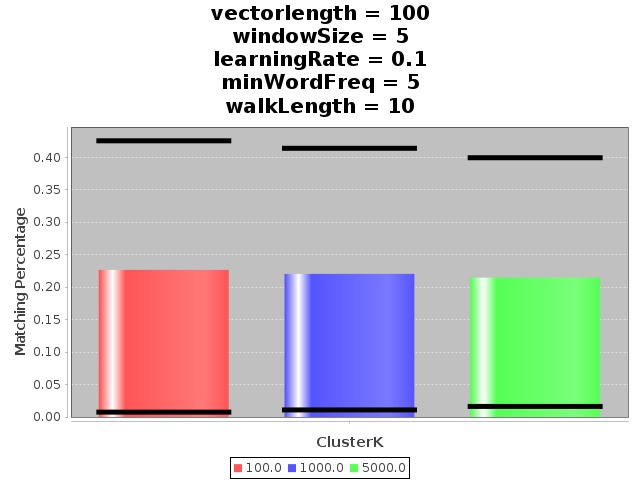 vectorlength = 100
windowSize = 5
learningRate = 0.1
minWordFreq = 5
walkLength = 10
0.40
0.35
0.30
0.25
0.20
0.15
0.10
0.05
0.00
Matching Percentage
ClusterK
100.0 1000.0 5000.0